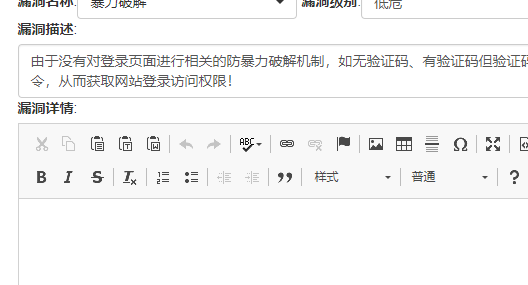 漏洞名称: 暴力破解 漏洞级别: 低危
漏洞描述:
由于没有对登录页面进行相关的防暴力破解机制，如无验证码、有验证码但验证码
令，从而获取网站登录访问权限！
漏洞详情:
ABC Ω
B I S Tx 样式 普通 ?